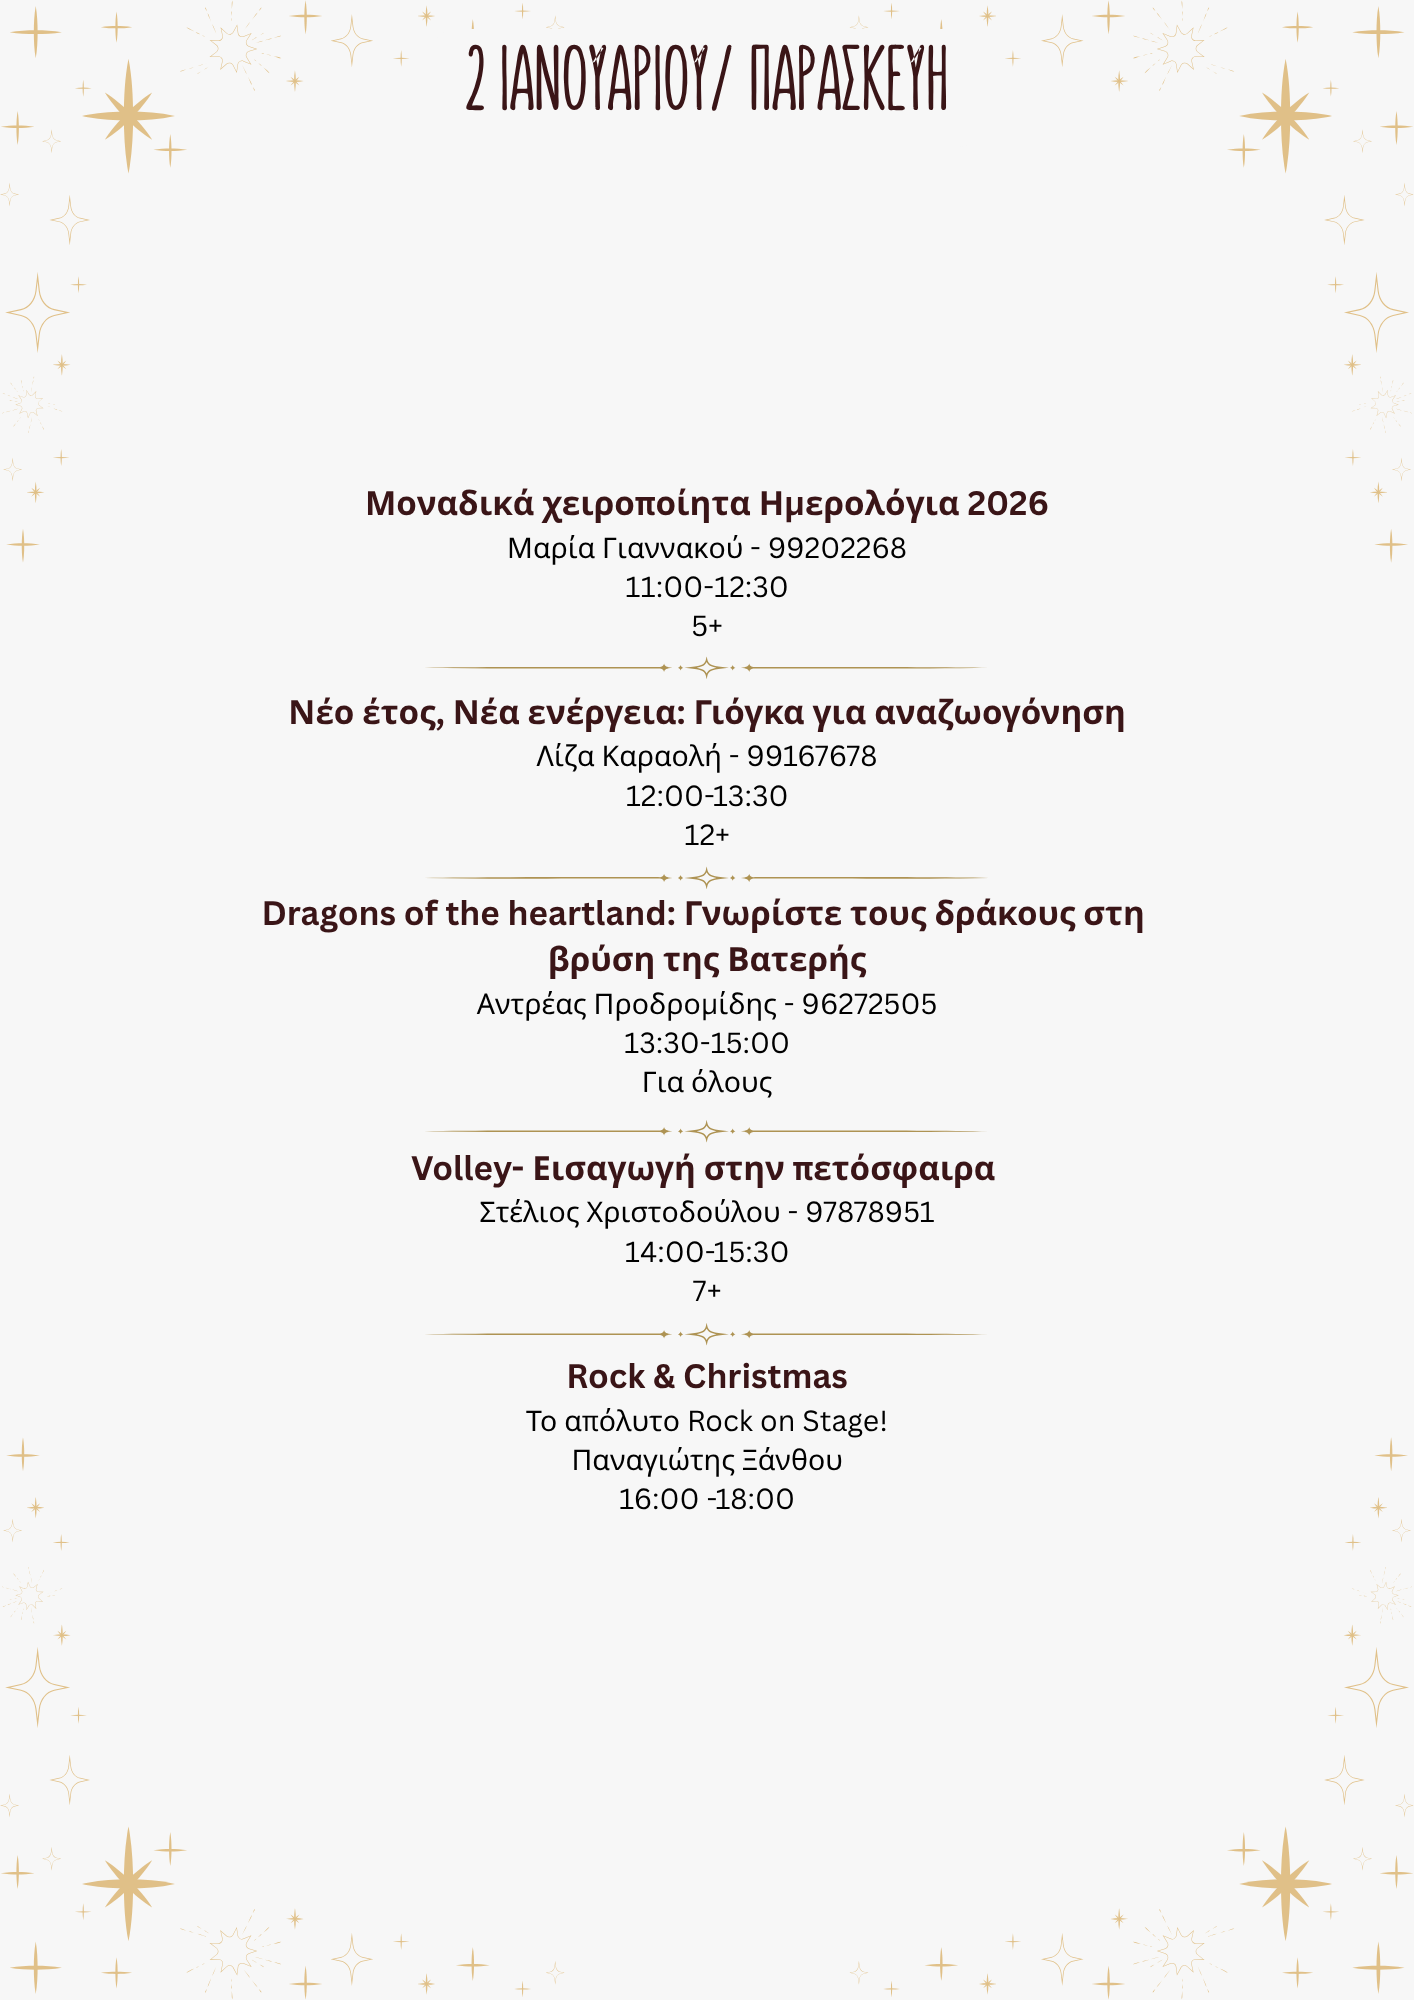 2 ΙΑΝΟΥΑΡΙΟΥ/ ΠΑΡΑΣΚΕΥΗ
Μοναδικά χειροποίητα Ημερολόγια 2026
Μαρία Γιαννακού - 99202268
11:00-12:30
5+
Νέο έτος, Νέα ενέργεια: Γιόγκα για αναζωογόνηση
Λίζα Καραολή - 99167678
12:00-13:30
12+
Dragons of the heartland: Γνωρίστε τους δράκους στη
βρύση της Βατερής
Αντρέας Προδρομίδης - 96272505
13:30-15:00
Για όλους
Volley- Εισαγωγή στην πετόσφαιρα
Στέλιος Χριστοδούλου - 97878951
14:00-15:30
7+
Rock & Christmas
Το απόλυτο Rock on Stage!
Παναγιώτης Ξάνθου
16:00 -18:00